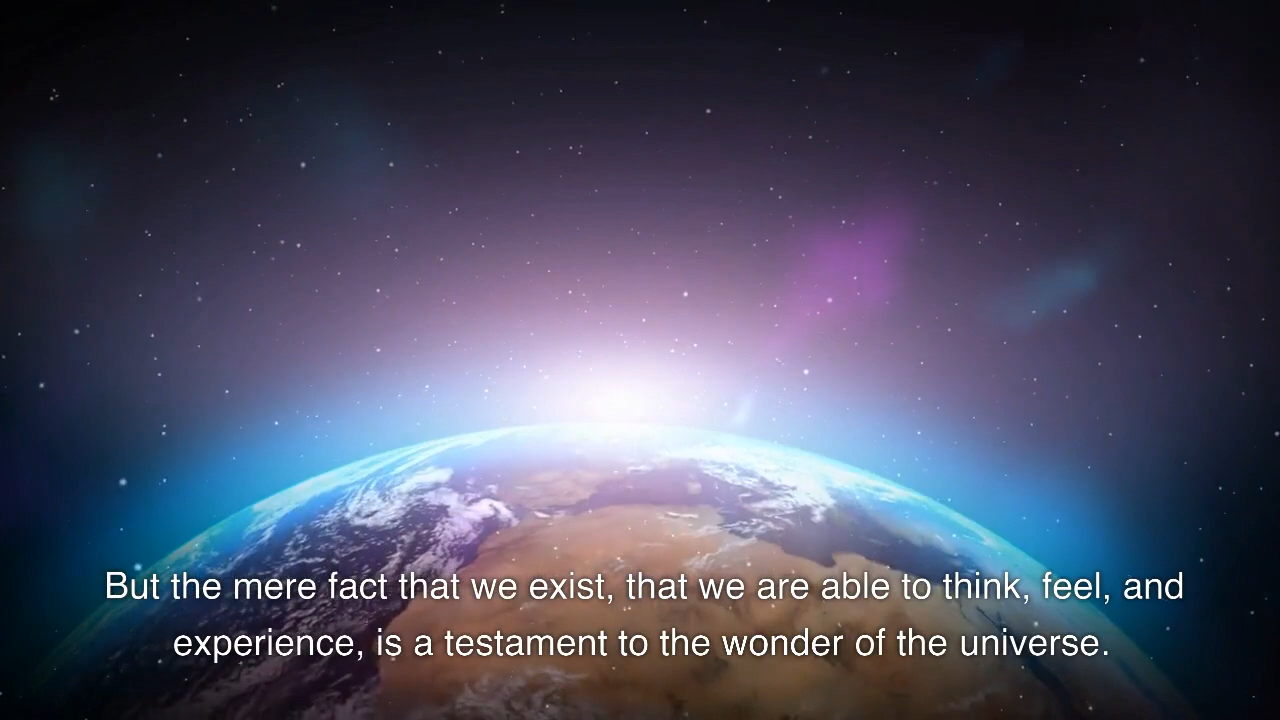 But the mere fact that we exist, that we are able to think, feel, and
experience, is a testament to the wonder of the universe.